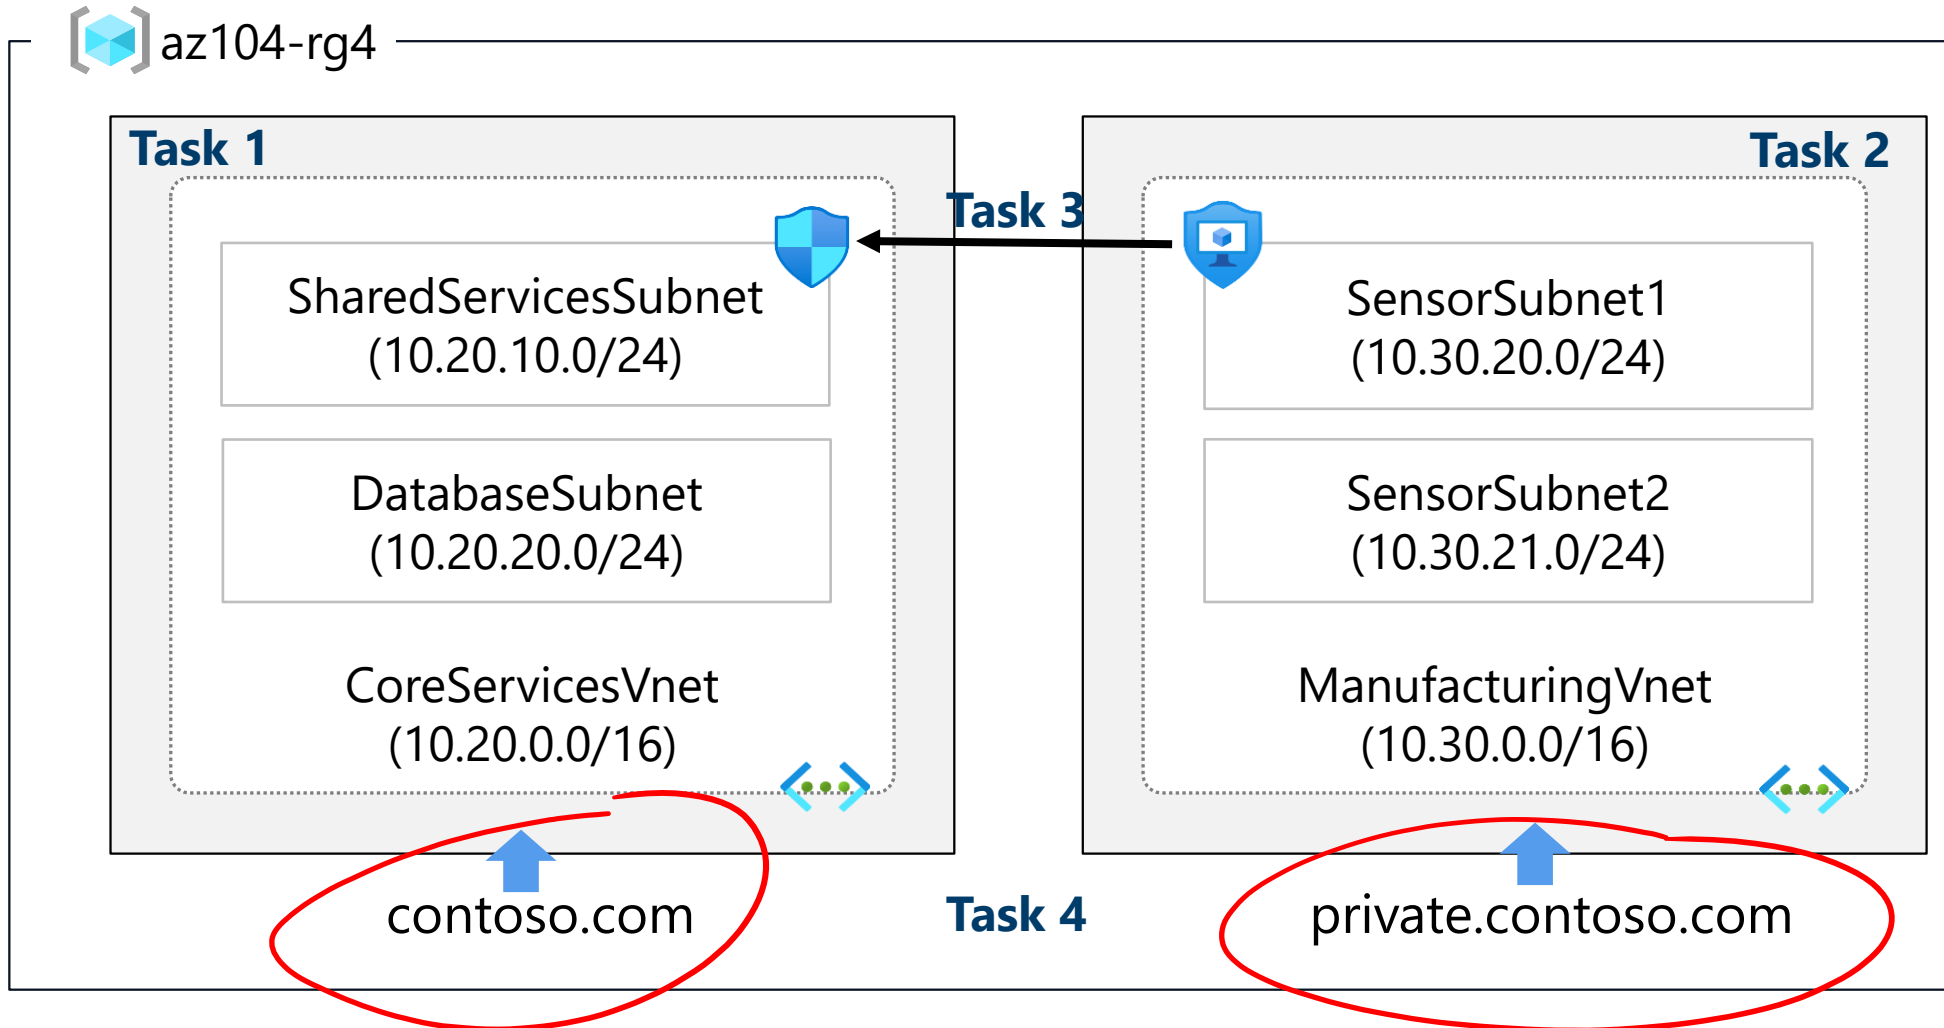 az104-rg4
Task 1
SharedServicesSubnet
(10.20.10.0/24)
DatabaseSubnet
(10.20.20.0/24)
CoreServicesVnet
(10.20.0.0/16)
Task 3
Task 2
SensorSubnet1
(10.30.20.0/24)
SensorSubnet2
(10.30.21.0/24)
ManufacturingVnet
(10.30.0.0/16)
contoso.com
Task 4
private.contoso.com